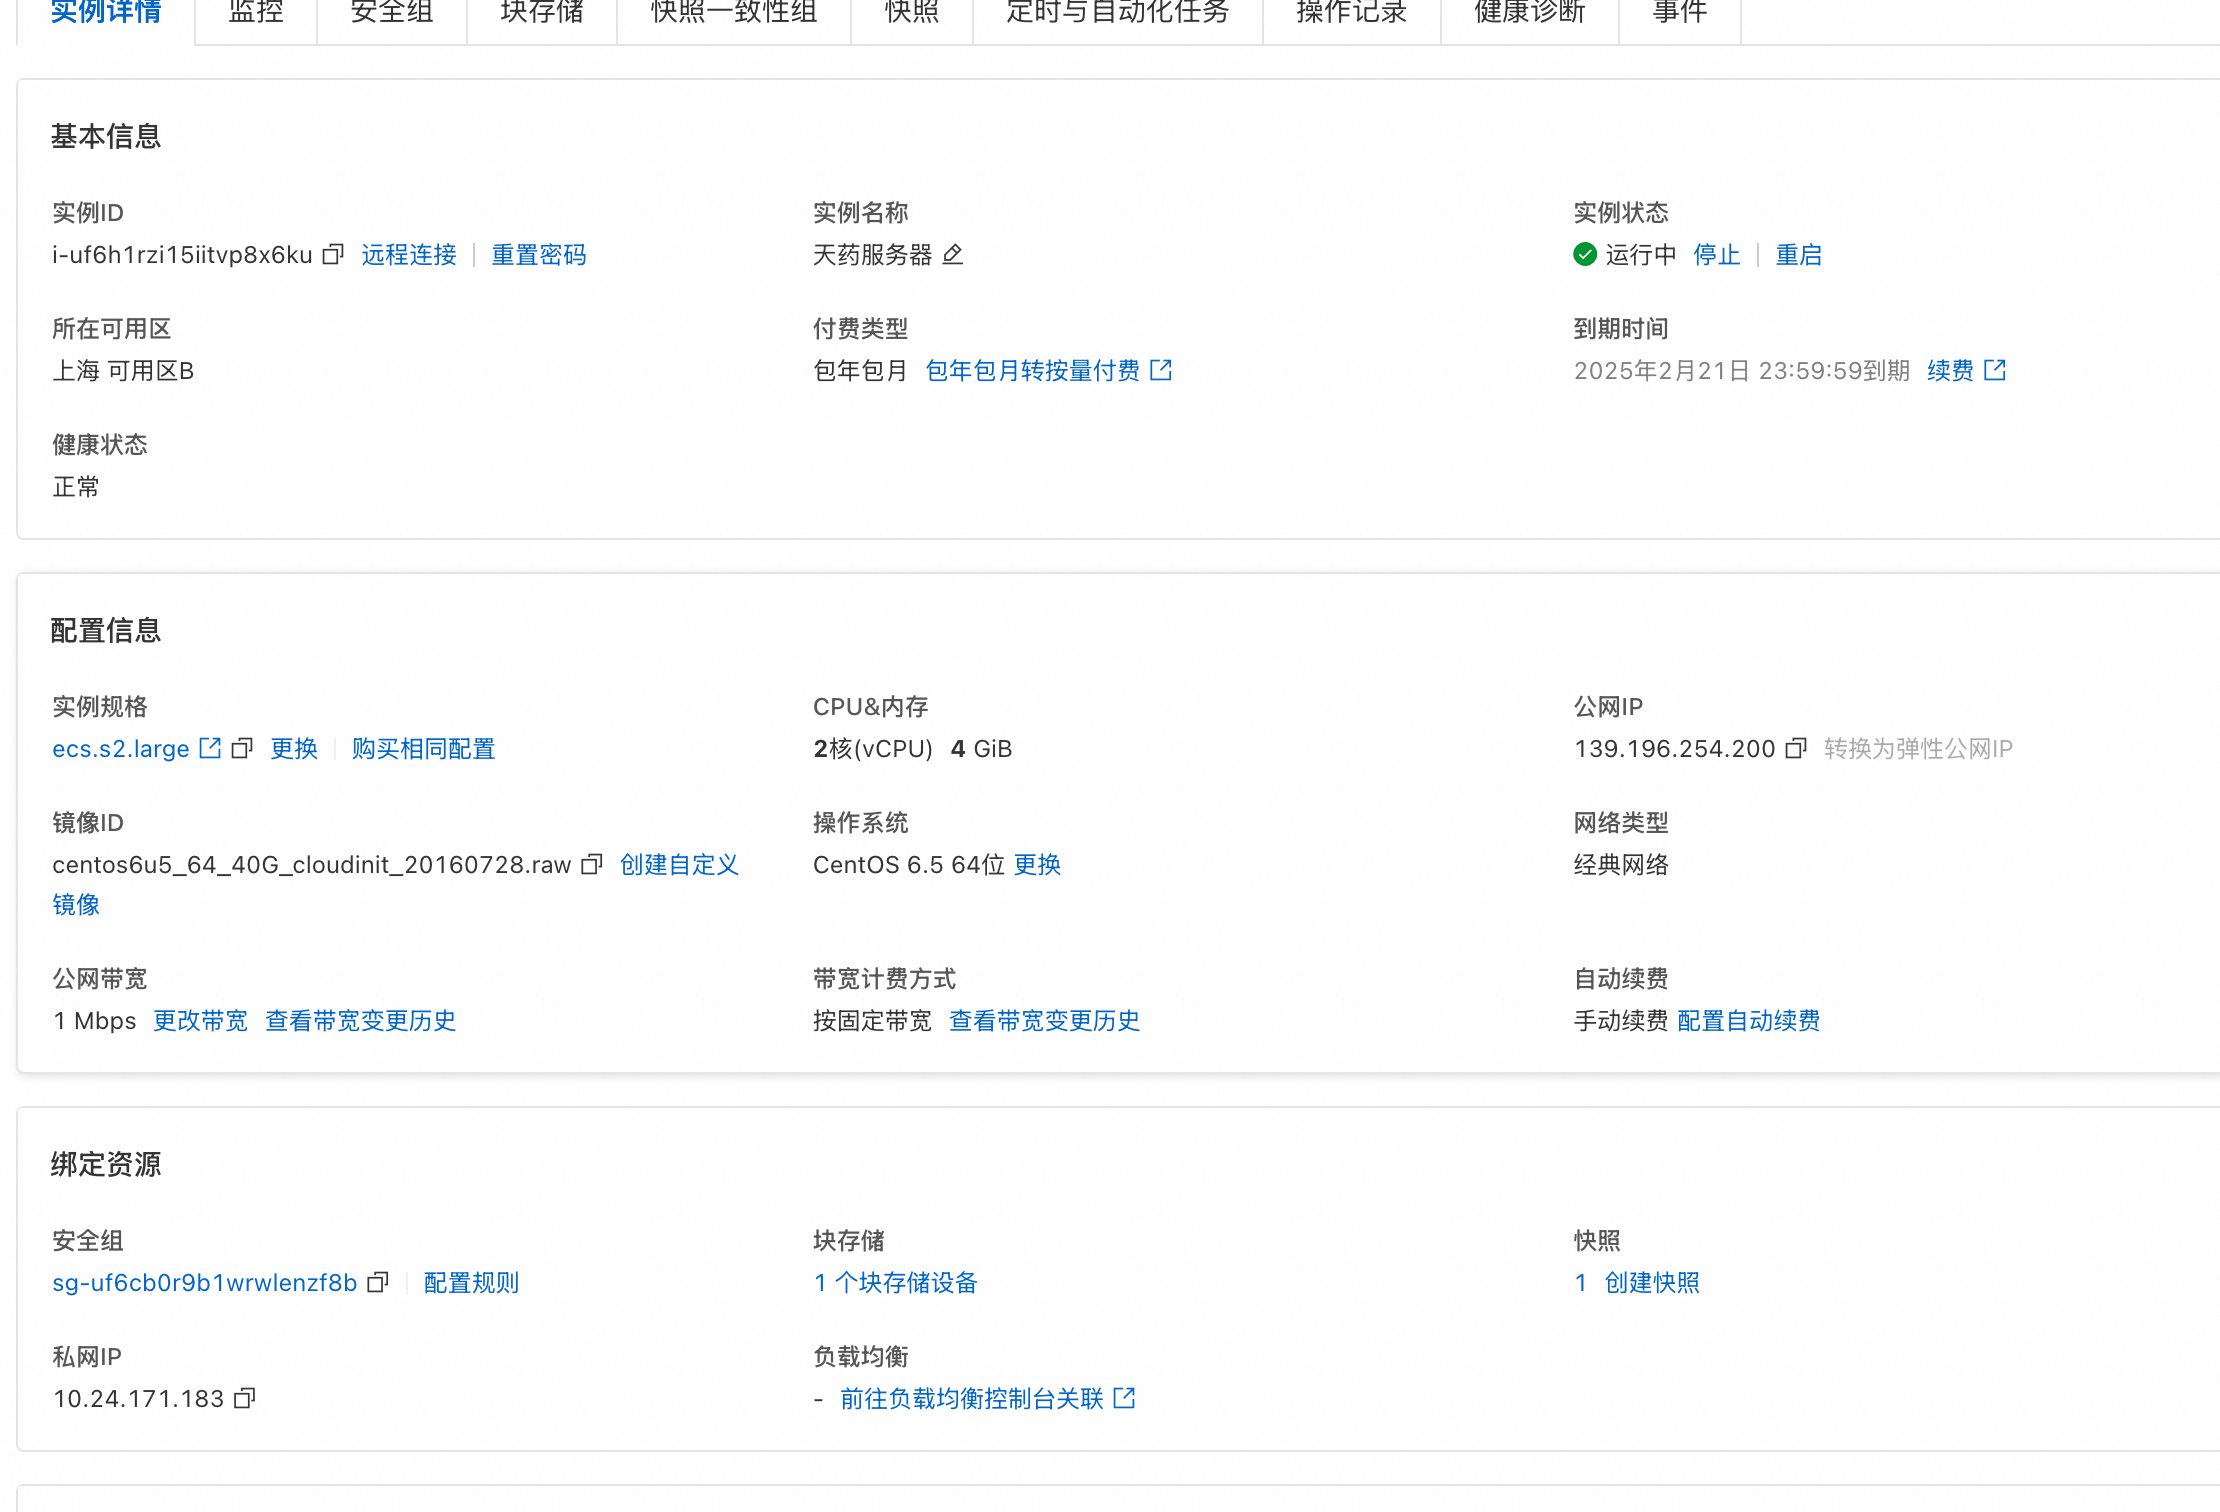 实例详情 监控 安全组 块存储 快照一致性组 快照 定时与自动化任务 操作记录 健康诊断 事件
基本信息
实例ID 实例名称 实例状态
i-uf6h1rzi15iitvp8x6ku 远程连接 重置密码 天药服务器 运行中 停止 重启
所在可用区 付费类型 到期时间
上海 可用区B 包年包月 包年包月转按量付费 2025年2月21日 23:59:59到期 续费
健康状态
正常
配置信息
实例规格 CPU&内存 公网IP
ecs.s2.large 更换 购买相同配置 2核(vCPU) 4 GiB 139.196.254.200 转换为弹性公网IP
镜像ID 操作系统 网络类型
centos6u5_64_40G_cloudinit_20160728.raw 创建自定义 CentOS 6.5 64位 更换 经典网络
镜像
公网带宽 带宽计费方式 自动续费
1 Mbps 更改带宽 查看带宽变更历史 按固定带宽 查看带宽变更历史 手动续费 配置自动续费
绑定资源
安全组 块存储 快照
sg-uf6cb0r9b1wrwlenzf8b 配置规则 1 个块存储设备 1 创建快照
私网IP 负载均衡
10.24.171.183 - 前往负载均衡控制台关联